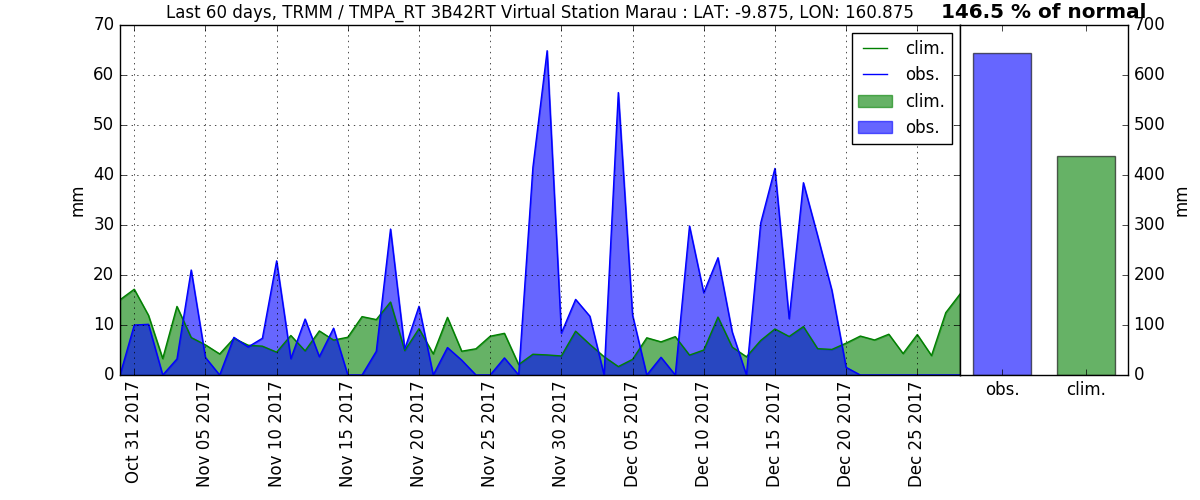 Last 60 days, TRMM / TMPA_RT 3B42RT Virtual Station Marau : LAT: -9.875, LON: 160.875
146.5 % of normal
70
60
50
40
30
20
10
0
mm
clim.
obs.
clim.
obs.
700
600
500
400
300
200
100
0
mm
Oct 31 2017
Nov 05 2017
Nov 10 2017
Nov 15 2017
Nov 20 2017
Nov 25 2017
Nov 30 2017
Dec 05 2017
Dec 10 2017
Dec 15 2017
Dec 20 2017
Dec 25 2017
obs.
clim.